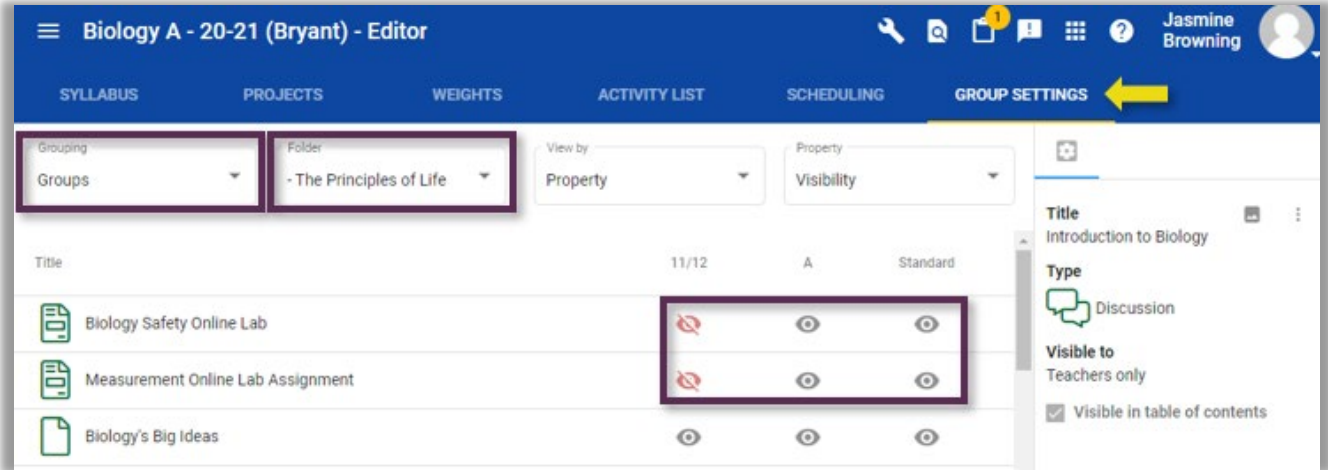 Biology A - 20-21 (Bryant) - Editor
1
Jasmine
Browning
SYLLABUS PROJECTS WEIGHTS ACTIVITY LIST SCHEDULING GROUP SETTINGS
Grouping Folder View by Property
Groups - The Principles of Life Property Visibility
Title 11/12 A Standard
Biology Safety Online Lab
Measurement Online Lab Assignment
Biology's Big Ideas
Title
Introduction to Biology
Type
Discussion
Visible to
Teachers only
Visible in table of contents